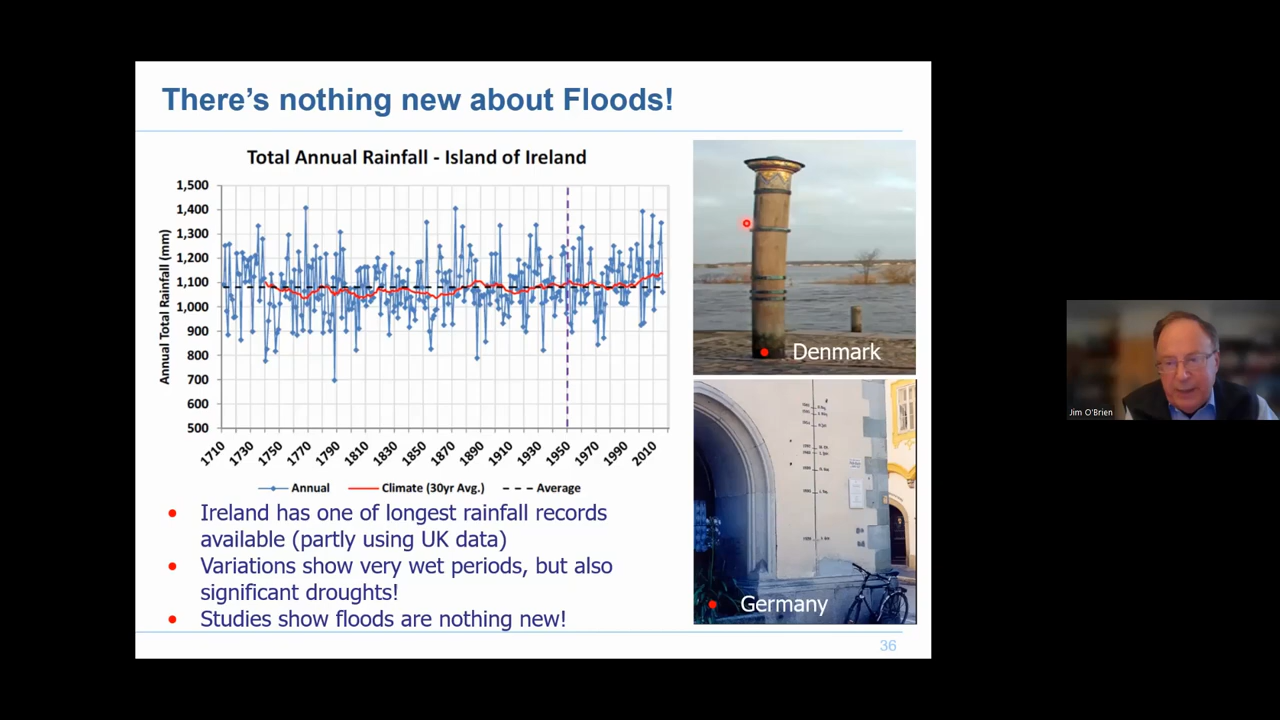 There's nothing new about Floods!
Total Annual Rainfall - Island of Ireland
Annual Total Rainfall (mm)
1,500
1,400
1,300
1,200
1,100
1,000
900
800
700
600
500
1710
1730
1750
1770
1790
1810
1830
1850
1870
1890
1910
1930
1950
1970
1990
2010
Annual
Climate (30yr Avg.)
Average
Ireland has one of longest rainfall records
available (partly using UK data)
Variations show very wet periods, but also
significant droughts!
Studies show floods are nothing new!
Denmark
Germany
36
Jim O'Brien